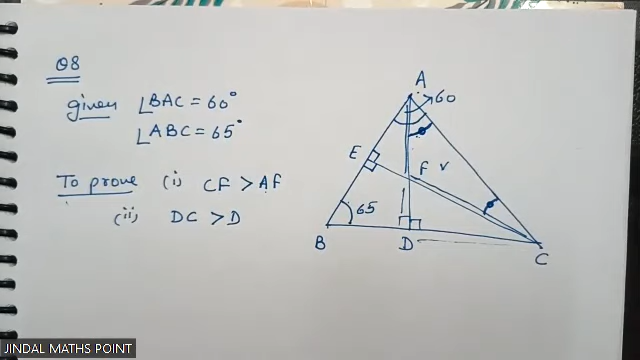 Q8
given ∠BAC = 60°
∠ABC = 65°
To prove (i) CF > AF
(ii) DC > D
A
60
E
F
65
B
D
C
JINDAL MATHS POINT